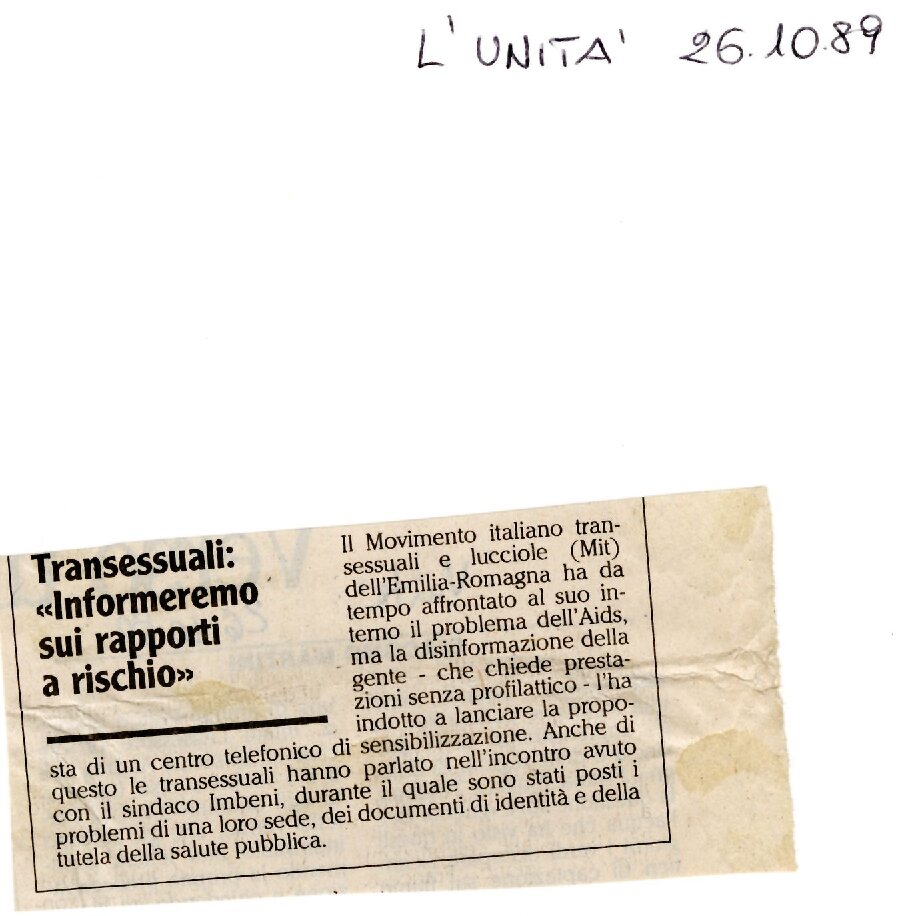 L' UNITA' 26.10.89
Transessuali:
«Informeremo
sui rapporti
a rischio»
Il Movimento italiano tran-
sessuali e lucciole (Mit)
dell'Emilia-Romagna ha da
tempo affrontato al suo in-
terno il problema dell'Aids,
ma la disinformazione della
gente - che chiede presta-
zioni senza profilattico - l'ha
indotto a lanciare la propo-
sta di un centro telefonico di sensibilizzazione. Anche di
questo le transessuali hanno parlato nell'incontro avuto
con il sindaco Imbeni, durante il quale sono stati posti i
problemi di una loro sede, dei documenti di identità e della
tutela della salute pubblica.